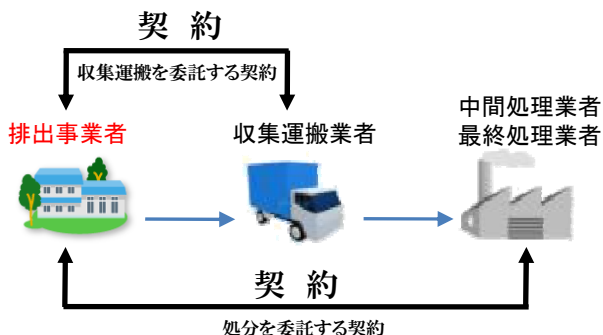 契 約
収集運搬を委託する契約
排出事業者
収集運搬業者
中間処理業者
最終処理業者
契 約
処分を委託する契約